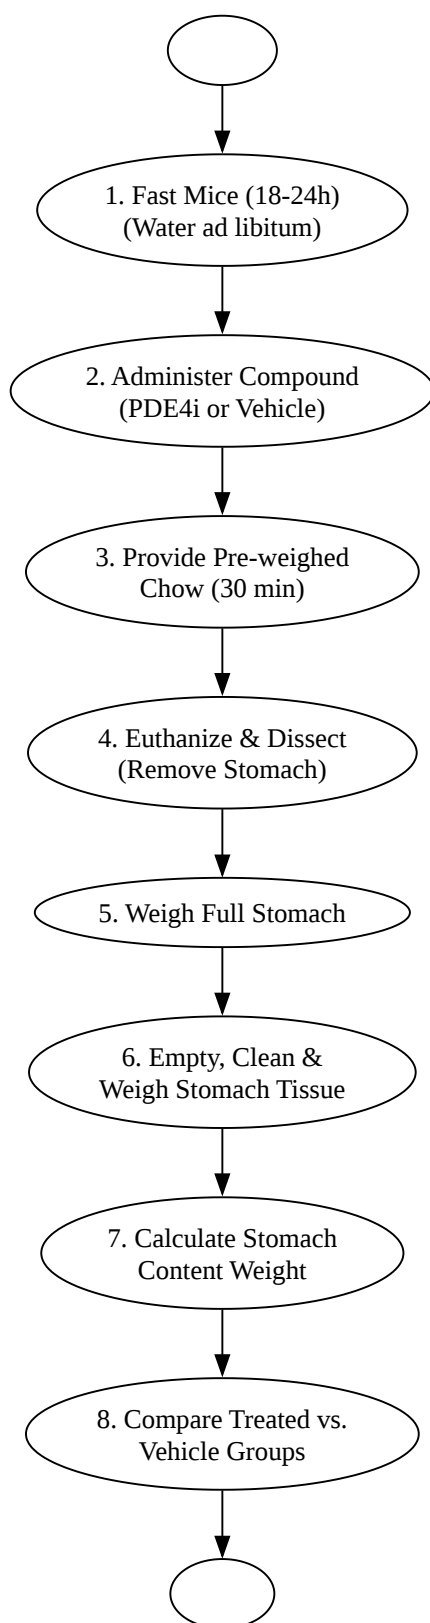 1. Fast Mice (18-24h)
(Water ad libitum)
2. Administer Compound
(PDE4i or Vehicle)
3. Provide Pre-weighed
Chow (30 min)
4. Euthanize & Dissect
(Remove Stomach)
5. Weigh Full Stomach
6. Empty, Clean &
Weigh Stomach Tissue
7. Calculate Stomach
Content Weight
8. Compare Treated vs.
Vehicle Groups